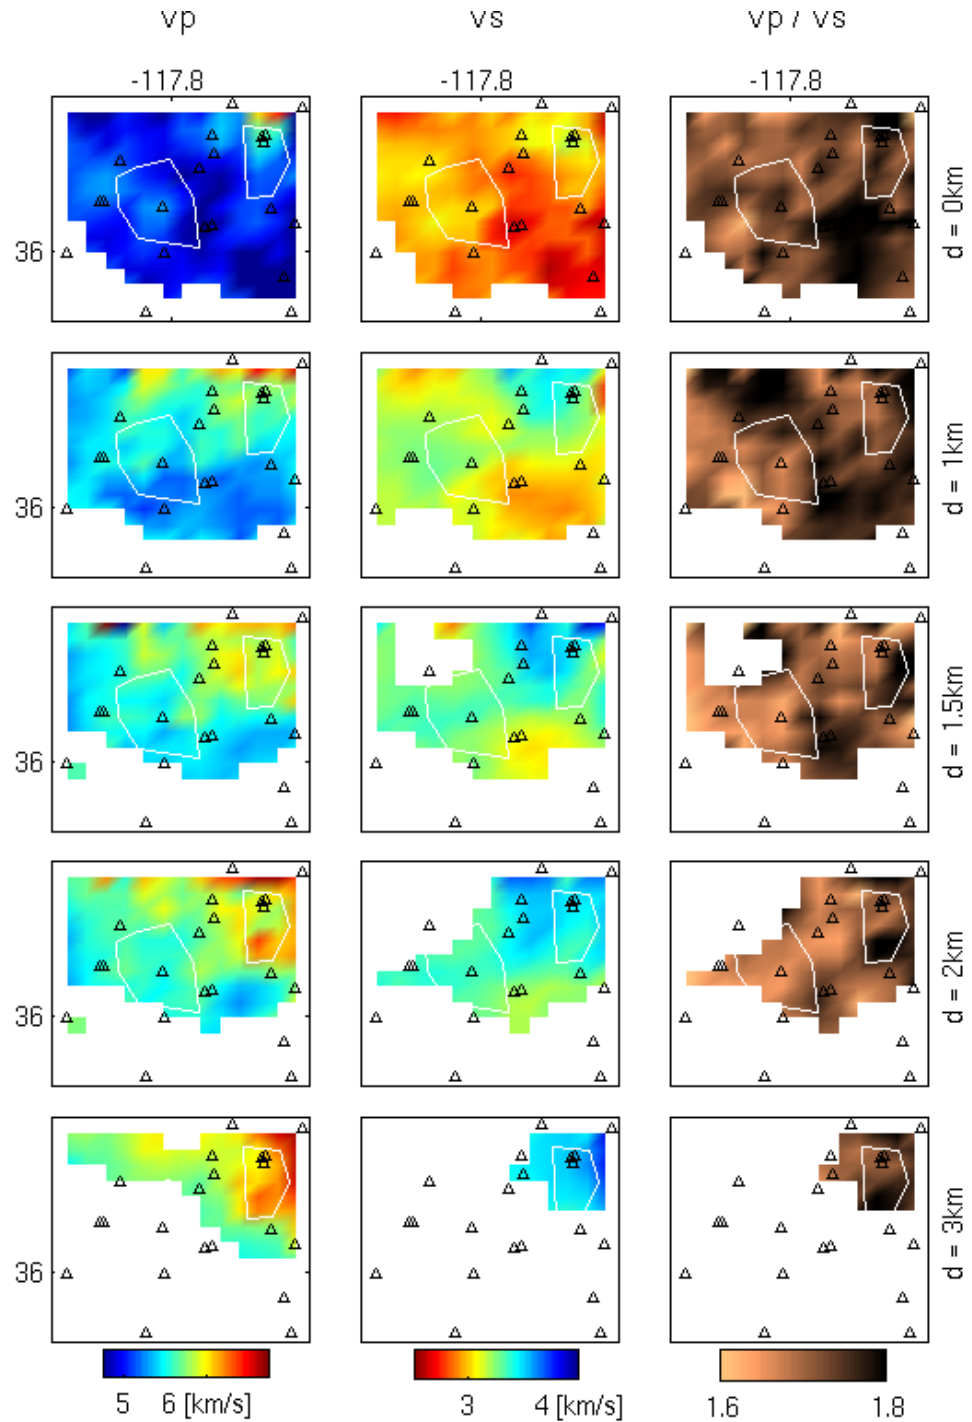 vp vs vp / vs
-117.8 -117.8 -117.8
36 d = 0km
36 d = 1km
36 d = 1.5km
36 d = 2km
36 d = 3km
5 6 [km/s] 3 4 [km/s] 1.6 1.8